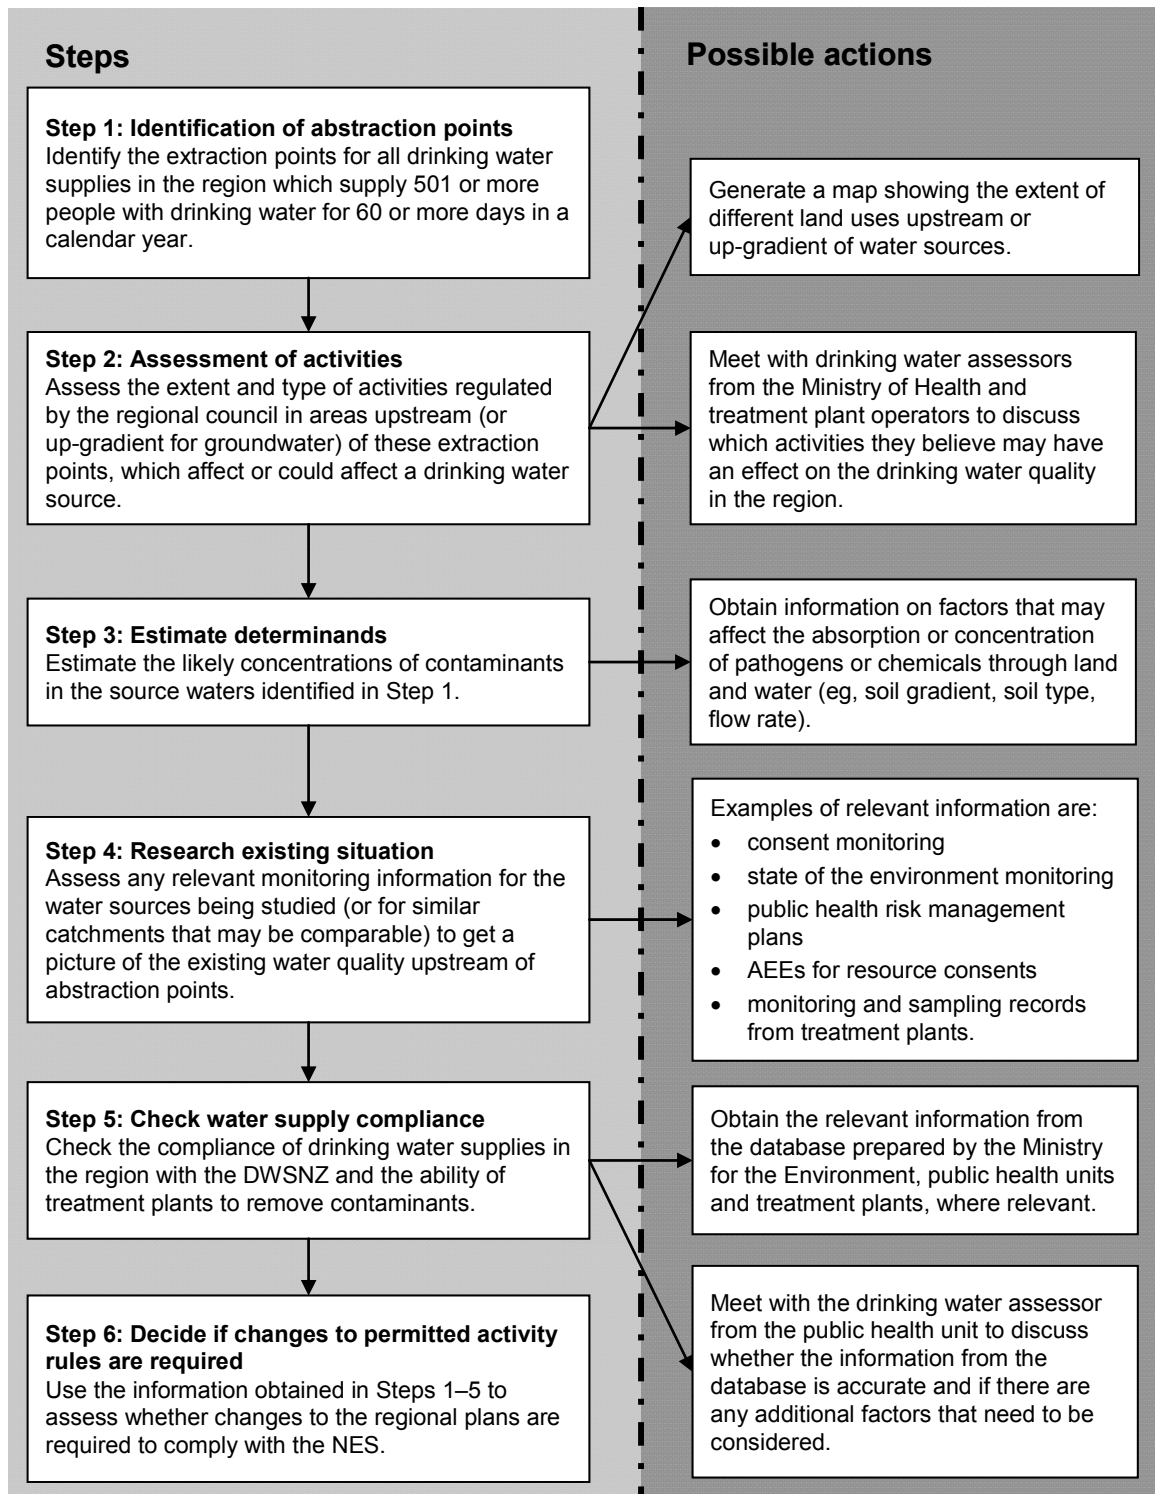 Steps
Step 1: Identification of abstraction points
Identify the extraction points for all drinking water
supplies in the region which supply 501 or more
people with drinking water for 60 or more days in a
calendar year.
Step 2: Assessment of activities
Assess the extent and type of activities regulated
by the regional council in areas upstream (or
up-gradient for groundwater) of these extraction
points, which affect or could affect a drinking water
source.
Step 3: Estimate determinands
Estimate the likely concentrations of contaminants
in the source waters identified in Step 1.
Step 4: Research existing situation
Assess any relevant monitoring information for the
water sources being studied (or for similar
catchments that may be comparable) to get a
picture of the existing water quality upstream of
abstraction points.
Step 5: Check water supply compliance
Check the compliance of drinking water supplies in
the region with the DWSNZ and the ability of
treatment plants to remove contaminants.
Step 6: Decide if changes to permitted activity
rules are required
Use the information obtained in Steps 1–5 to
assess whether changes to the regional plans are
required to comply with the NES.
Possible actions
Generate a map showing the extent of
different land uses upstream or
up-gradient of water sources.
Meet with drinking water assessors
from the Ministry of Health and
treatment plant operators to discuss
which activities they believe may have
an effect on the drinking water quality
in the region.
Obtain information on factors that may
affect the absorption or concentration
of pathogens or chemicals through land
and water (eg, soil gradient, soil type,
flow rate).
Examples of relevant information are:
• consent monitoring
• state of the environment monitoring
• public health risk management
plans
• AEEs for resource consents
• monitoring and sampling records
from treatment plants.
Obtain the relevant information from
the database prepared by the Ministry
for the Environment, public health units
and treatment plants, where relevant.
Meet with the drinking water assessor
from the public health unit to discuss
whether the information from the
database is accurate and if there are
any additional factors that need to be
considered.